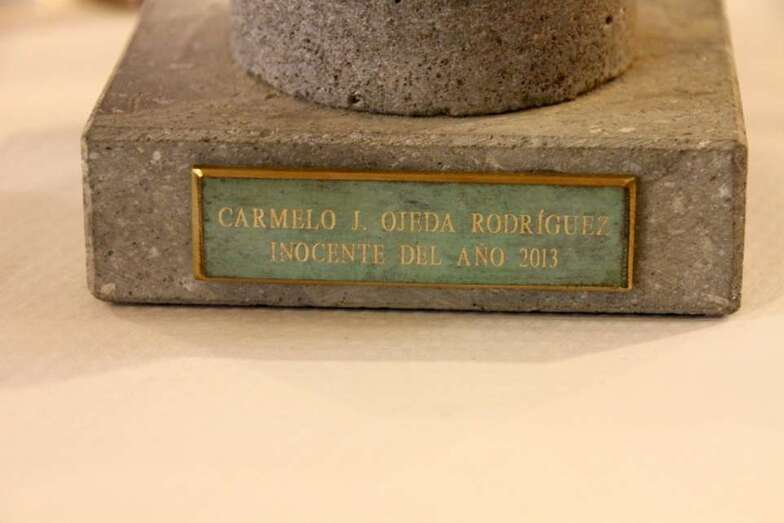 CARMELO J. OJEDA RODRÍGUEZ
INOCENTE DEL AÑO 2013